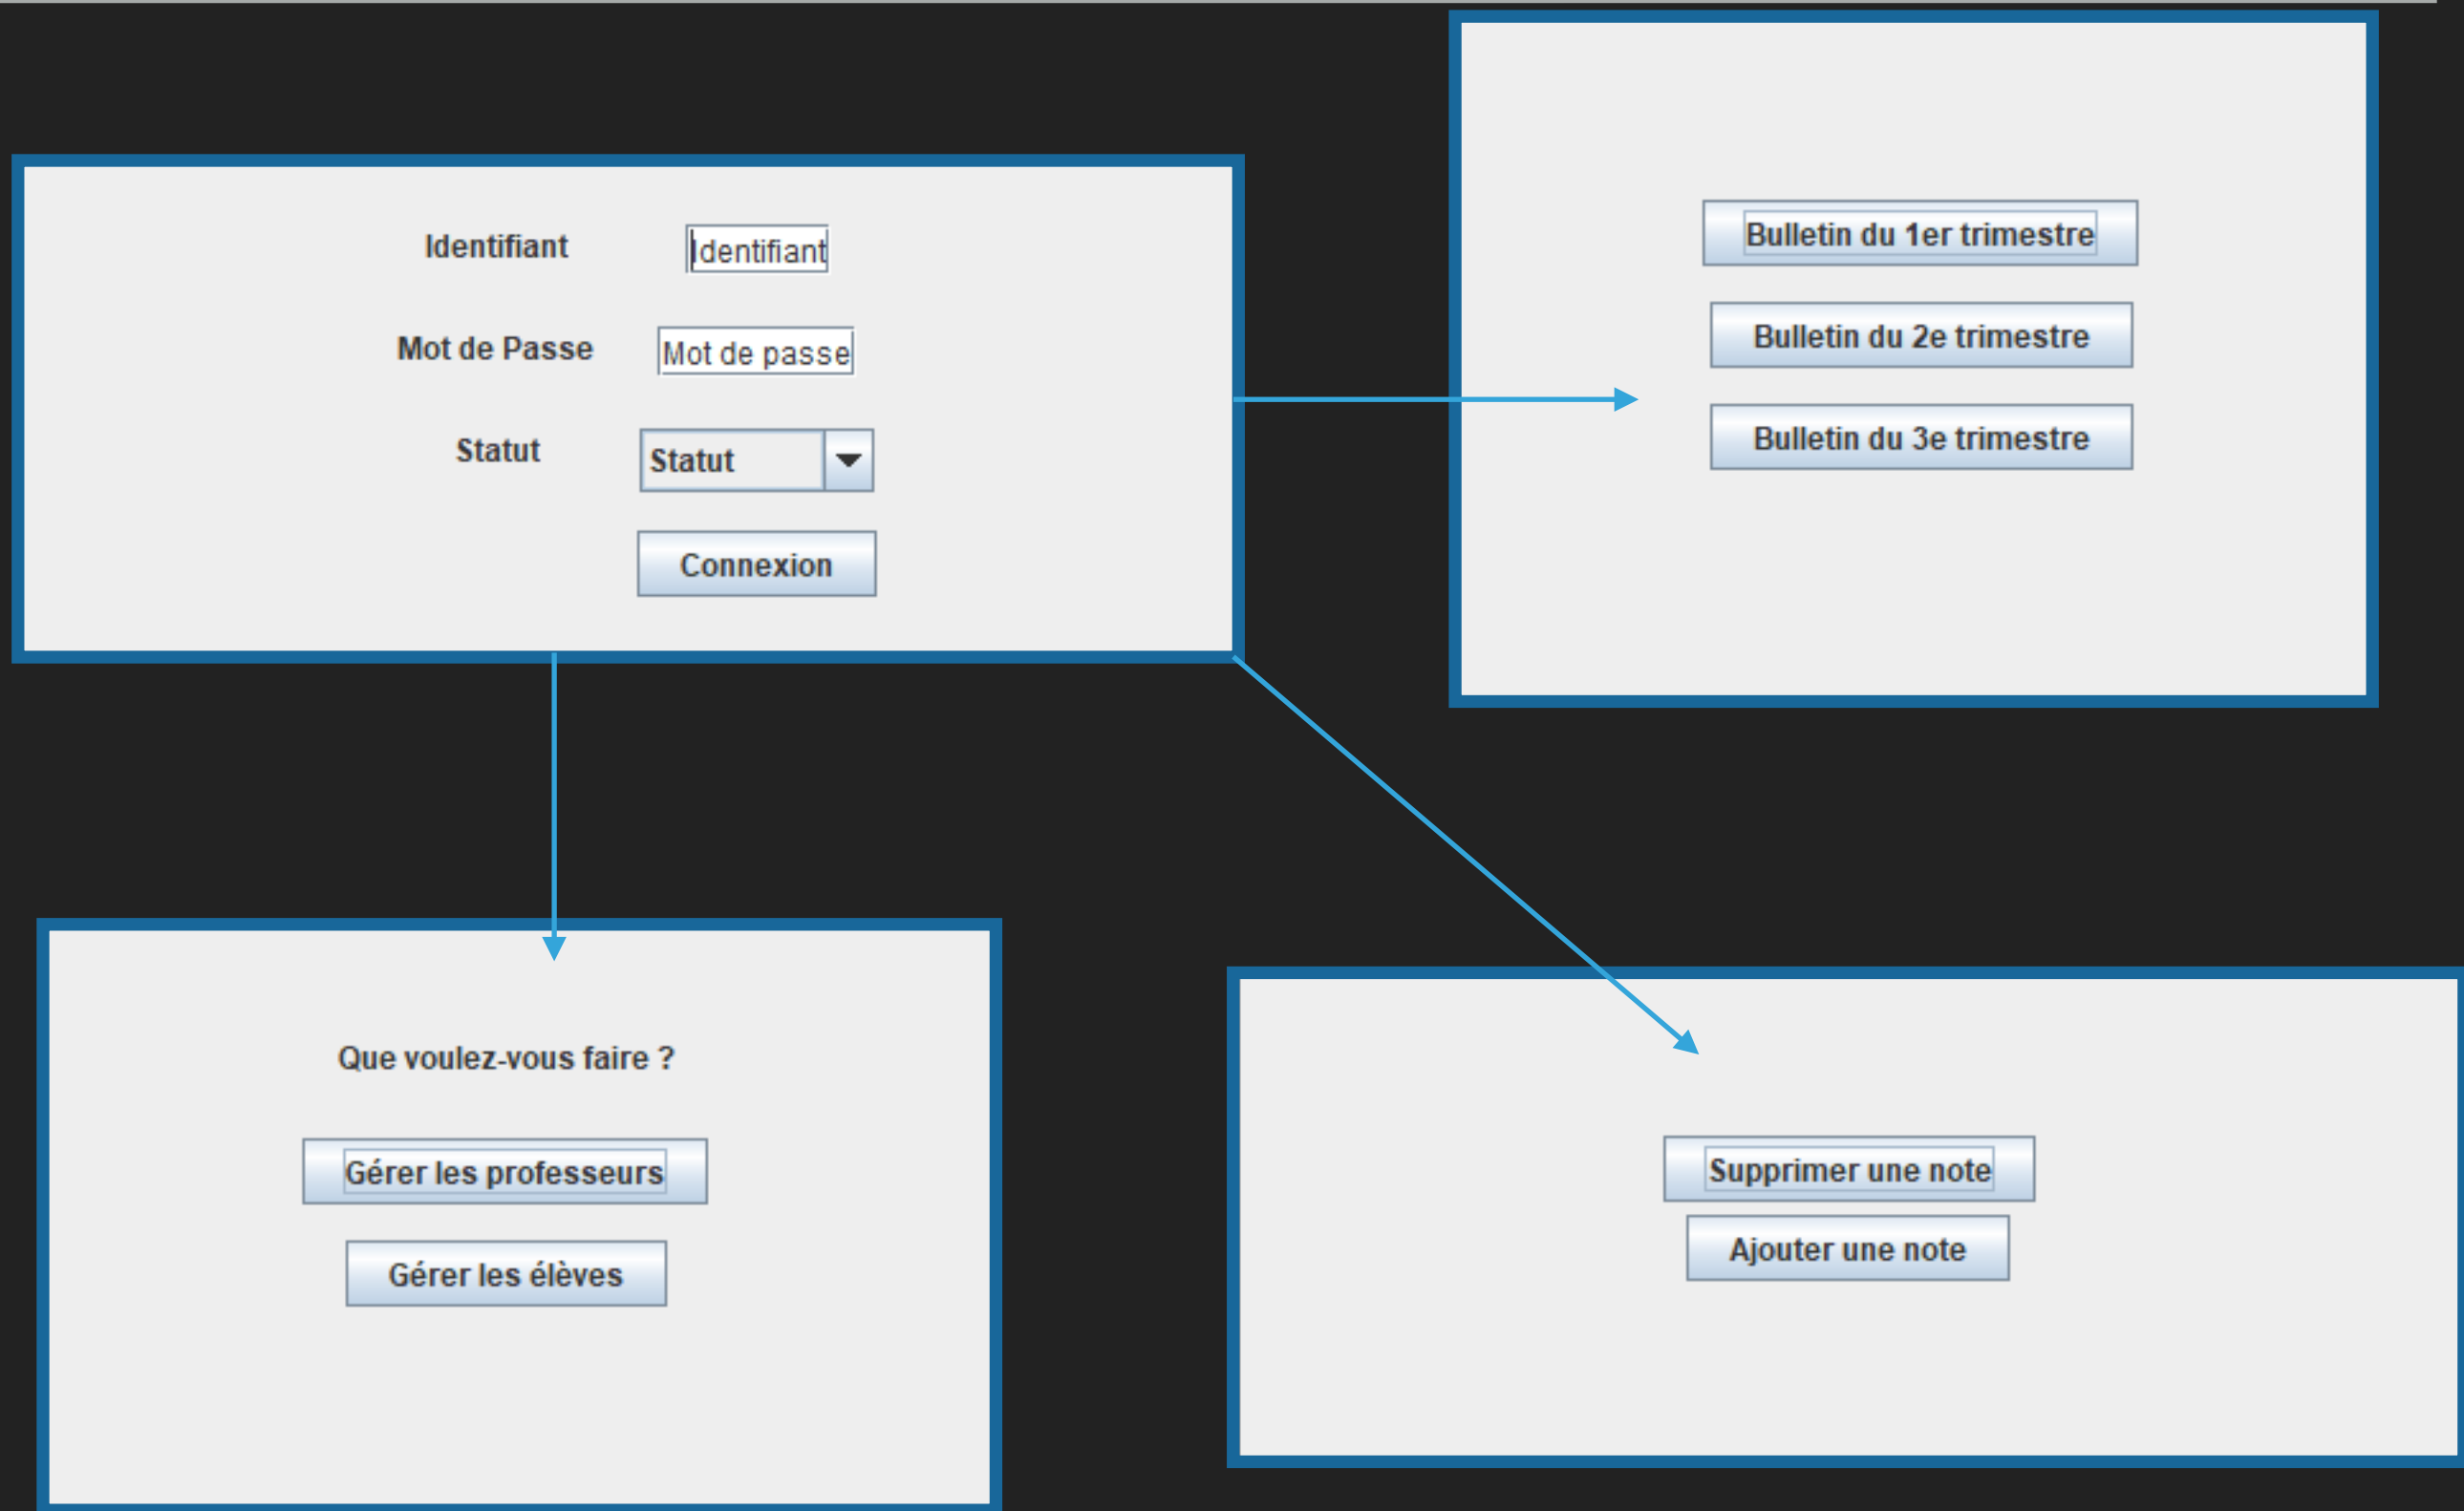 Identifiant
Identifiant
Mot de Passe
Mot de passe
Statut
Statut
Connexion
Bulletin du 1er trimestre
Bulletin du 2e trimestre
Bulletin du 3e trimestre
Que voulez-vous faire ?
Gérer les professeurs
Gérer les élèves
Supprimer une note
Ajouter une note